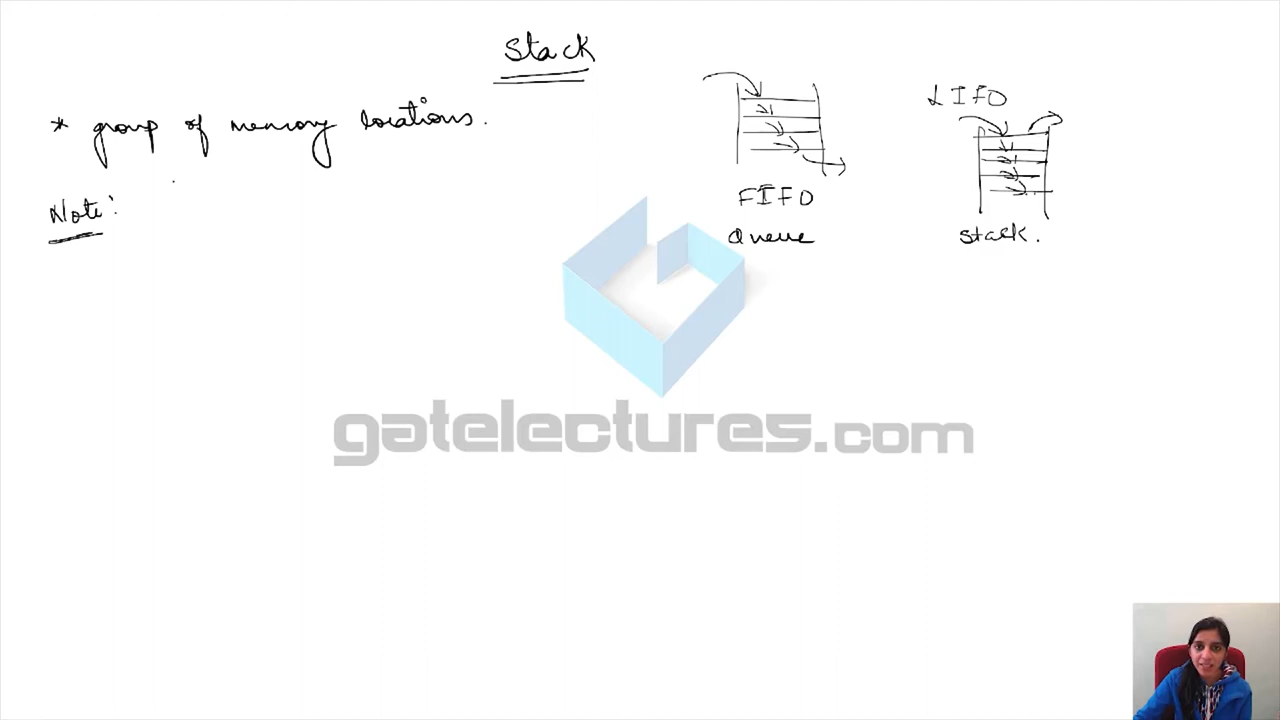 Stack
* group of memory locations.
Note:
FIFO
Queue
LIFO
Stack.
gatelectures.com